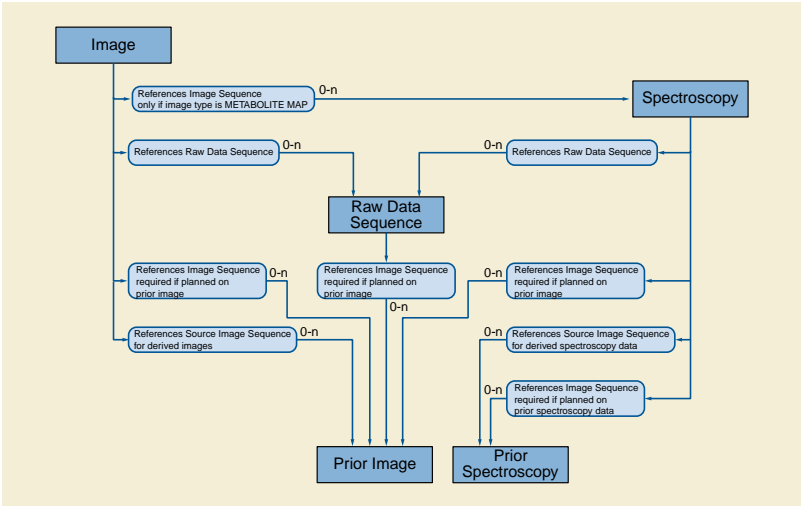 Image
References Image Sequence
only if image type is METABOLITE MAP
0-n
Spectroscopy
References Raw Data Sequence
0-n
0-n
References Raw Data Sequence
Raw Data
Sequence
References Image Sequence
required if planned on
prior image
0-n
References Image Sequence
required if planned on
prior image
0-n
0-n
References Image Sequence
required if planned on
prior image
References Source Image Sequence
for derived images
0-n
0-n
References Source Image Sequence
for derived spectroscopy data
0-n
References Image Sequence
required if planned on
prior spectroscopy data
Prior Image
Prior
Spectroscopy